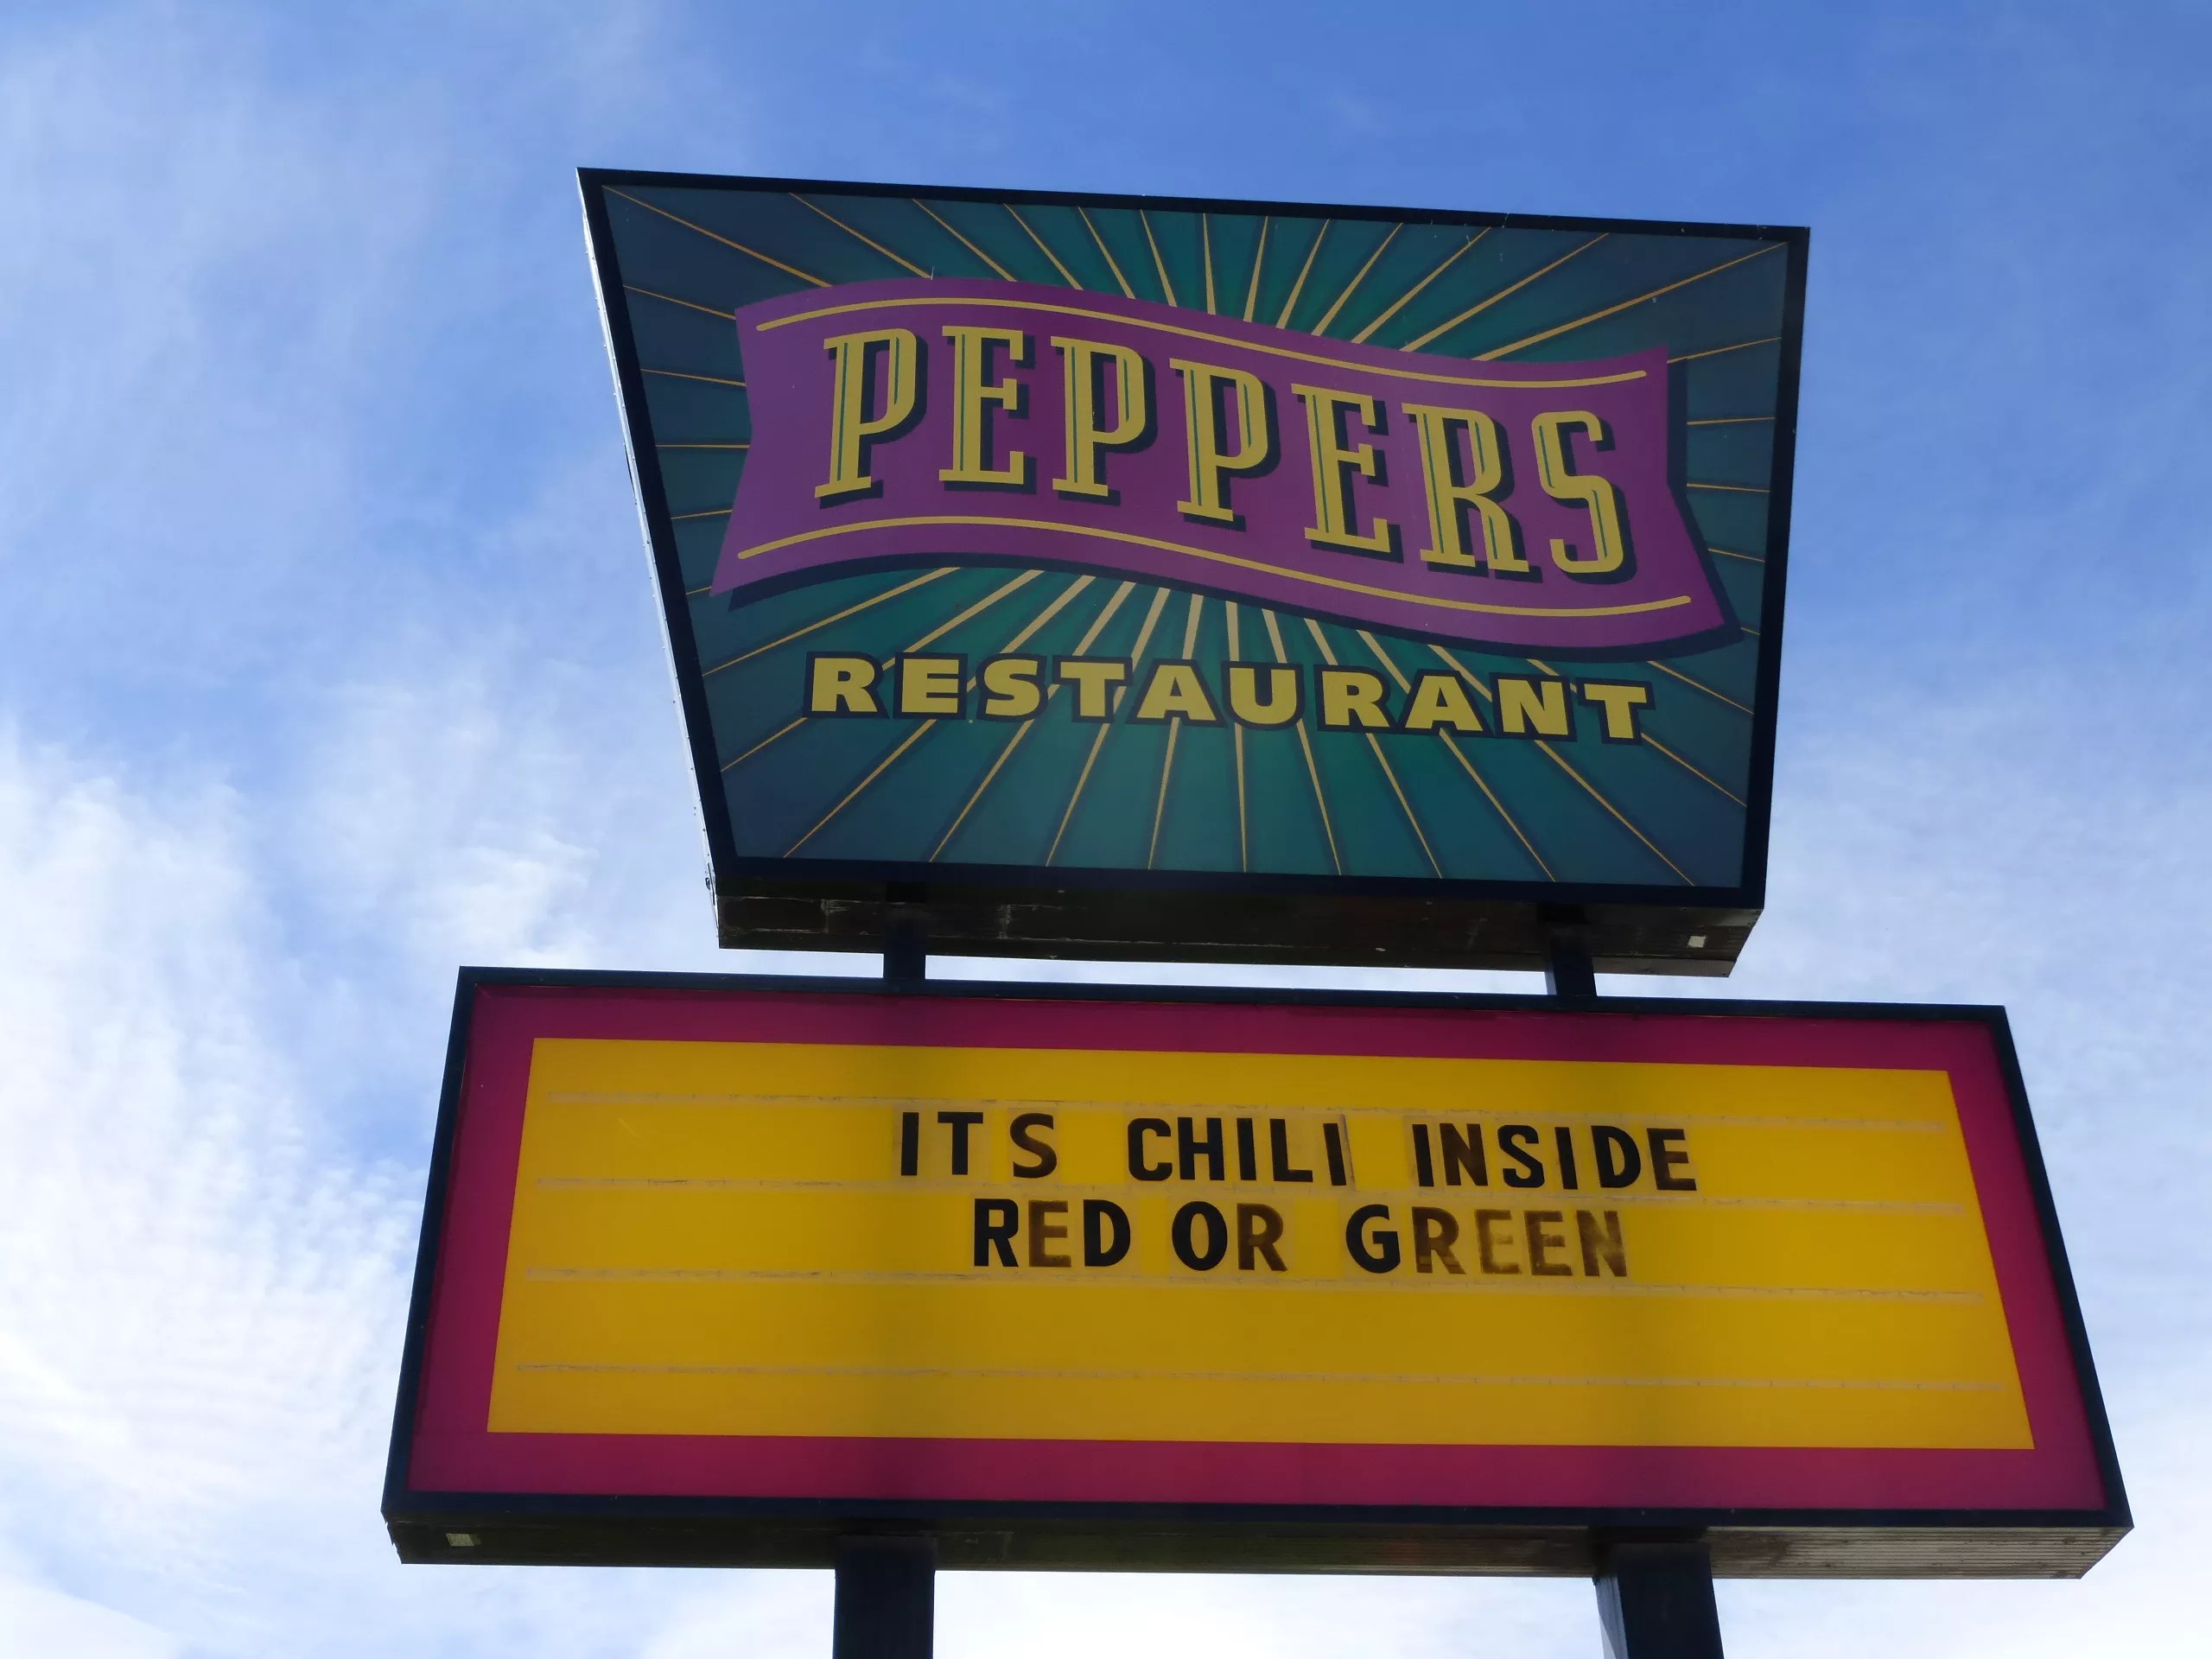 PEPPERS
RESTAURANT
ITS CHILI INSIDE
RED OR GREEN